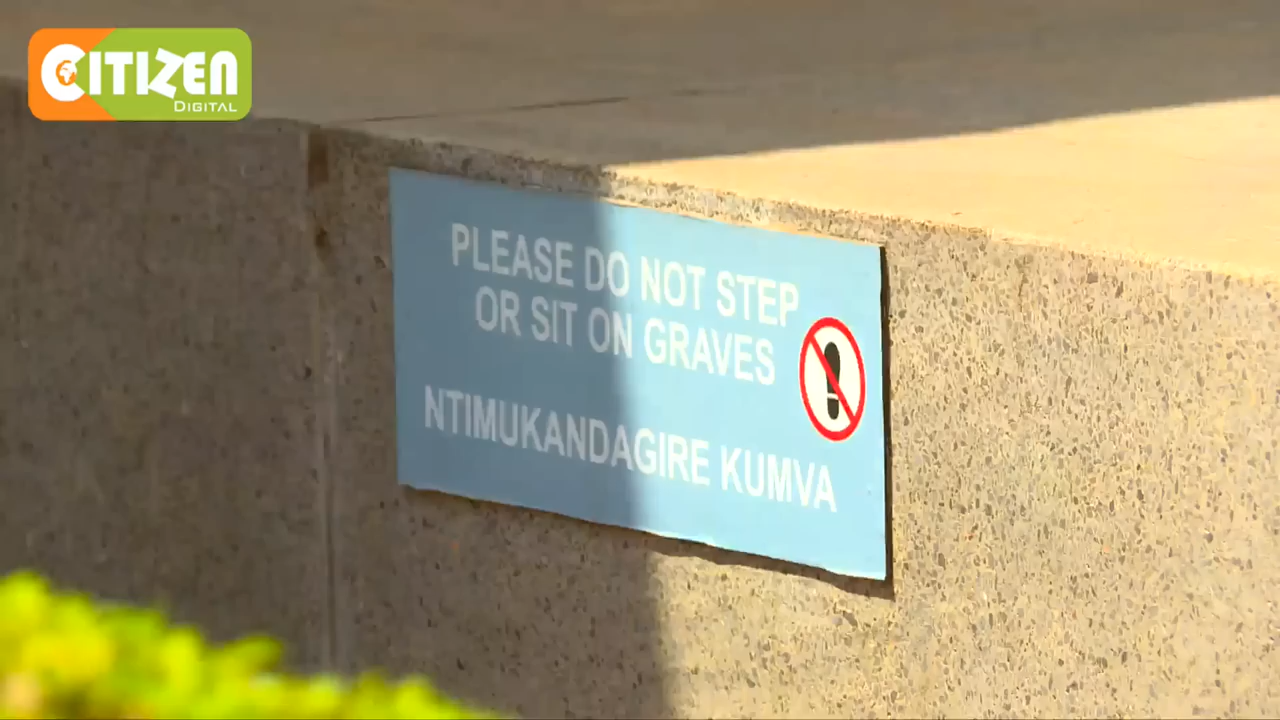 CITIZEN
DIGITAL
PLEASE DO NOT STEP
OR SIT ON GRAVES
NTIMUKANDAGIRE KUMVA